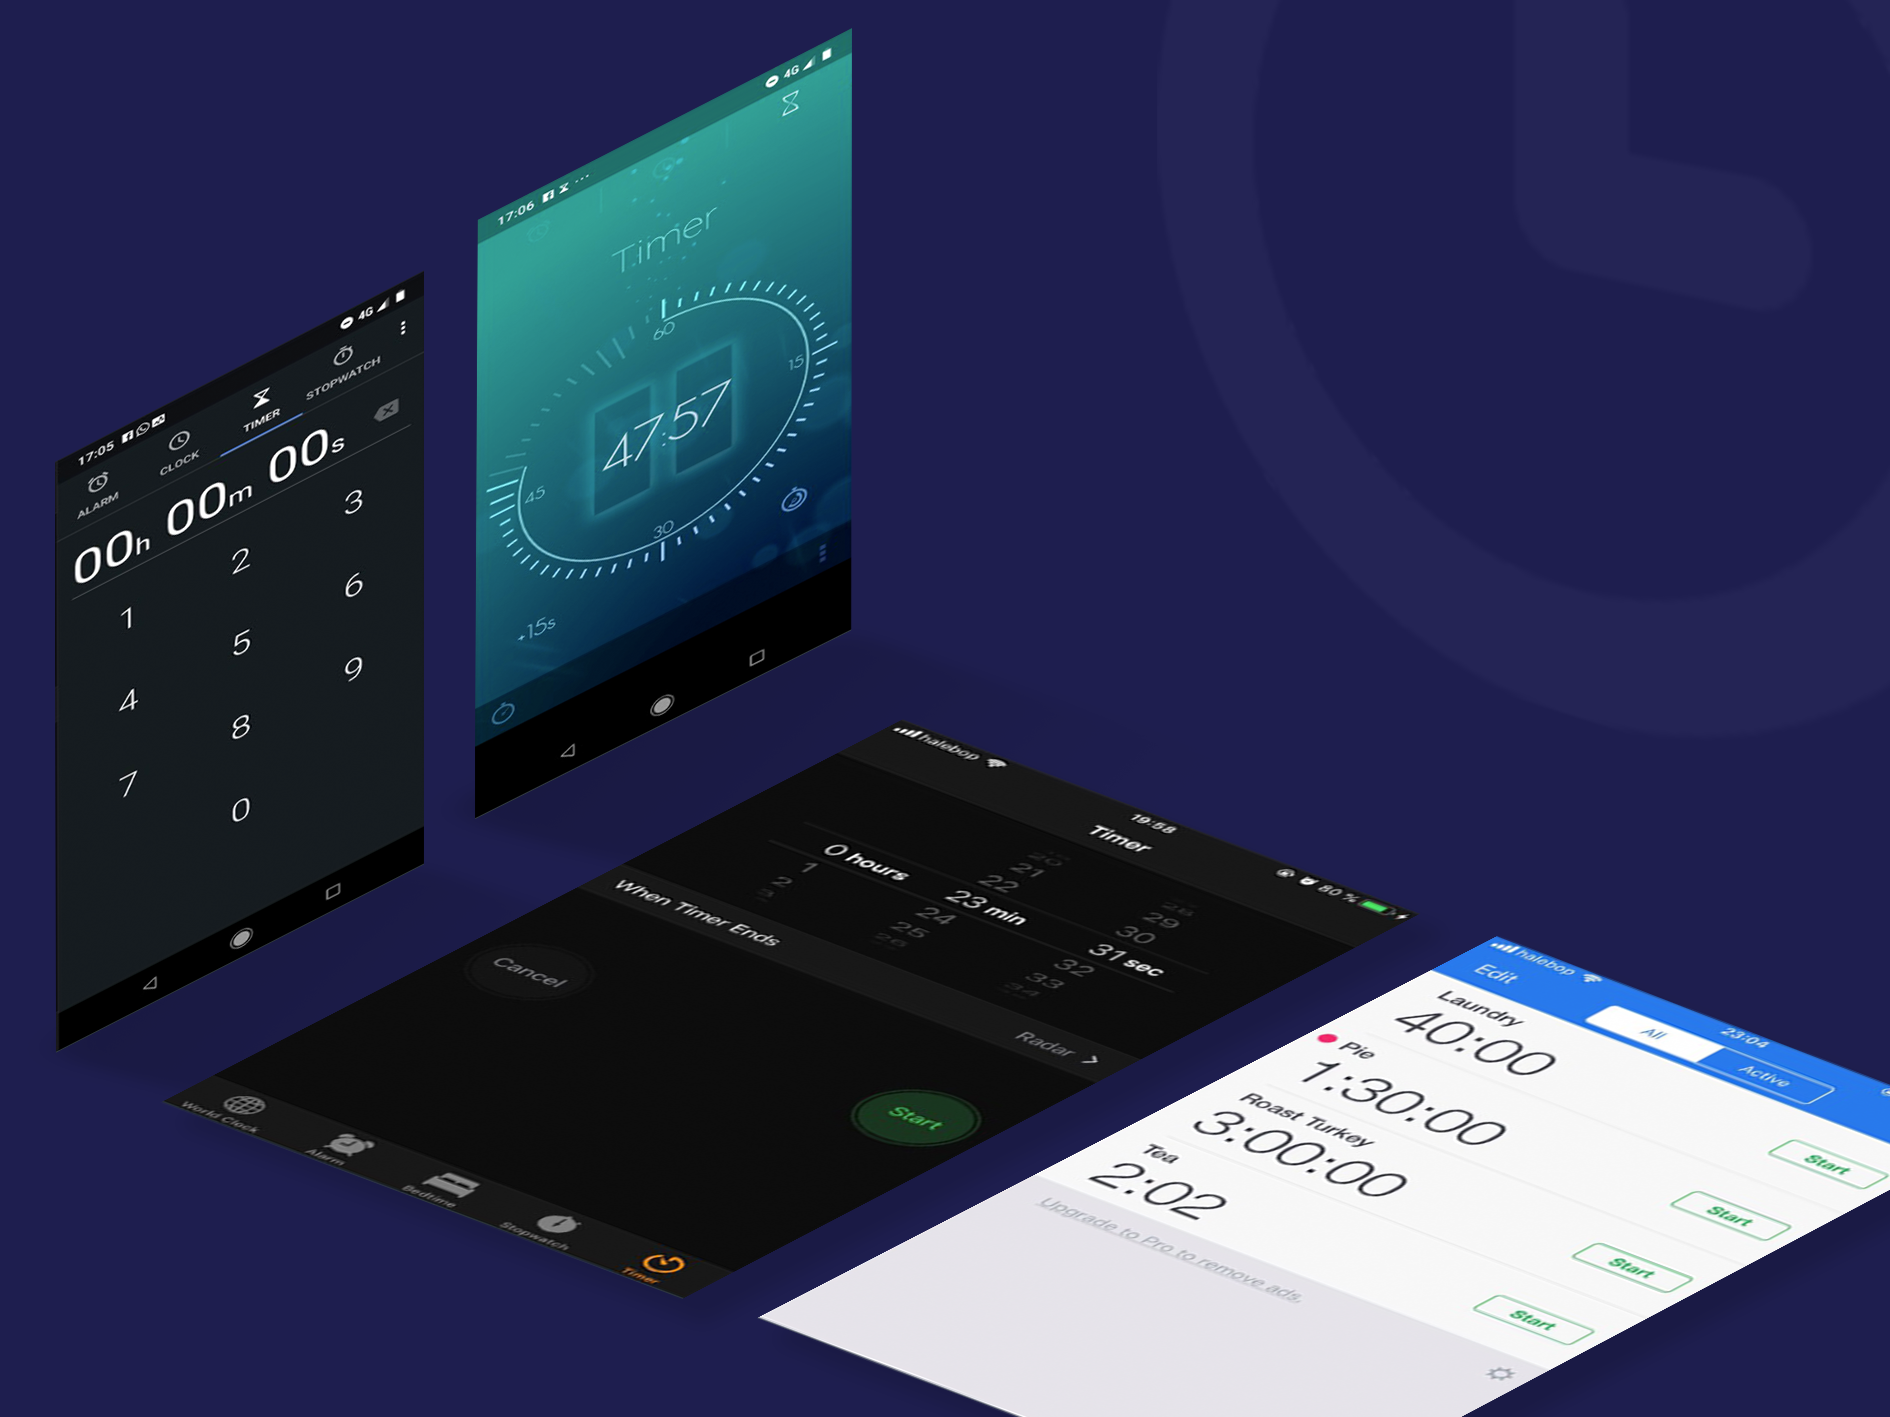 17:05
4G
ALARM
CLOCK
TIMER
STOPWATCH
00h 00m 00s
1
2
3
4
5
6
7
8
9
0
17:06
4G
Timer
60
15
30
45
47:57
+15s
halebop
19:58
80 %
Timer
20
21
22
0 hours
23 min
31 sec
1
2
3
24
25
26
28
29
30
32
33
34
When Timer Ends
Radar
Cancel
Start
World Clock
Alarm
Bedtime
Stopwatch
Timer
halebop
23:04
Edit
All
Active
Laundry
40:00
Start
Pie
1:30:00
Start
Roast Turkey
3:00:00
Start
Tea
2:02
Start
Upgrade to Pro to remove ads.